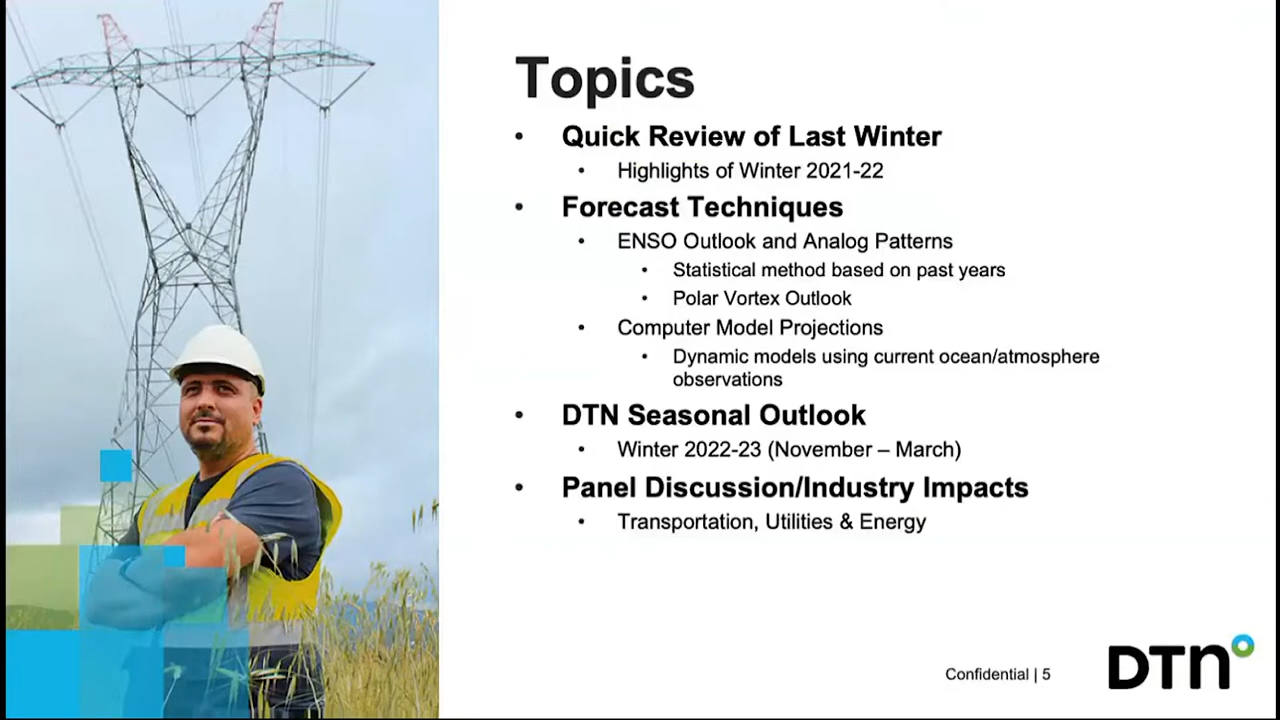 Topics
• Quick Review of Last Winter
• Highlights of Winter 2021-22
• Forecast Techniques
• ENSO Outlook and Analog Patterns
• Statistical method based on past years
• Polar Vortex Outlook
• Computer Model Projections
• Dynamic models using current ocean/atmosphere
observations
• DTN Seasonal Outlook
• Winter 2022-23 (November – March)
• Panel Discussion/Industry Impacts
• Transportation, Utilities & Energy
Confidential | 5
DTN